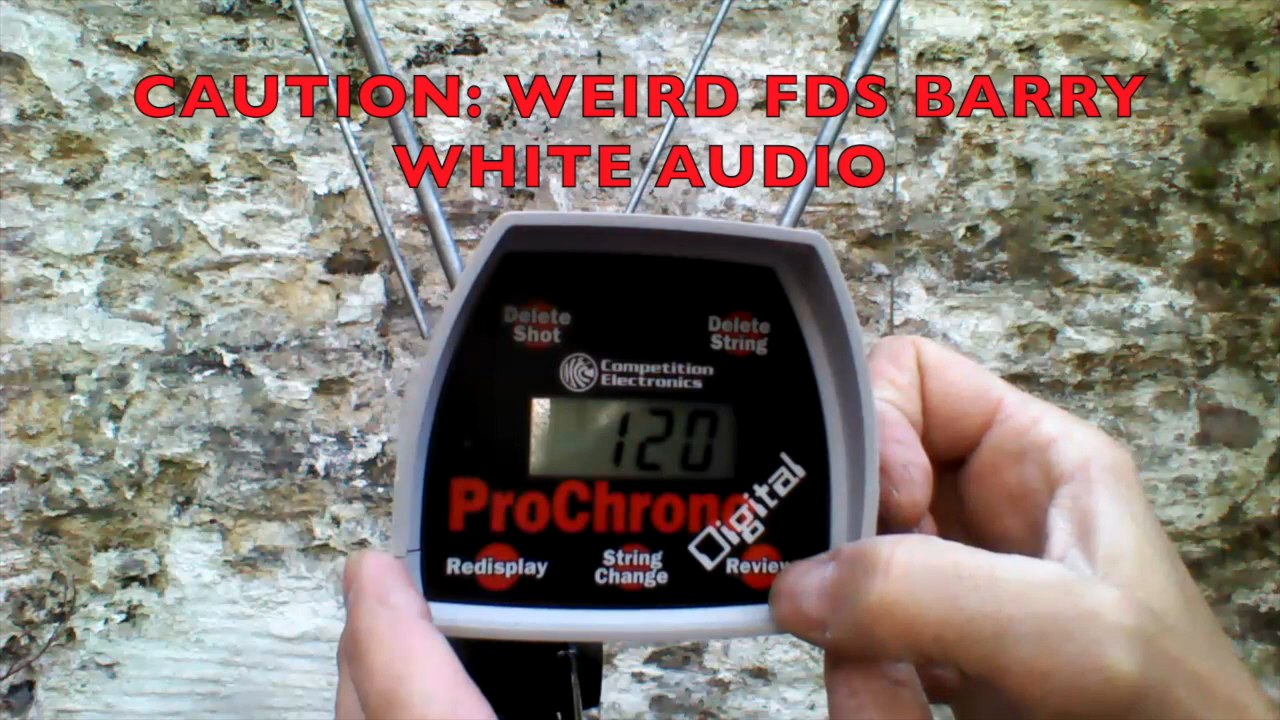 CAUTION: WEIRD FDS BARRY
WHITE AUDIO
Delete
Shot
Delete
String
Competition
Electronics
120
ProChrono
Digital
Redisplay
String
Change
Review